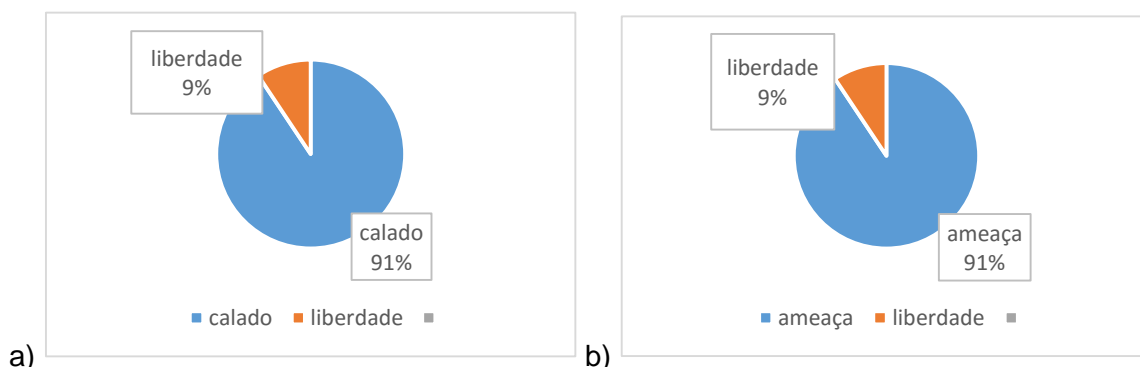 liberdade
9%
calado
91%
calado liberdade
a)
liberdade
9%
ameaça
91%
ameaça liberdade
b)